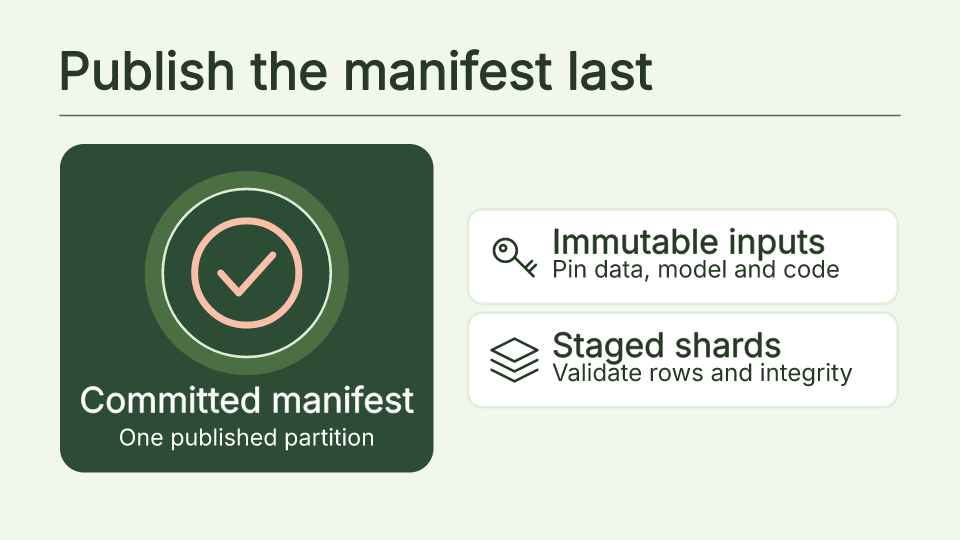 Publish the manifest last
Committed manifest
One published partition
Immutable inputs
Pin data, model and code
Staged shards
Validate rows and integrity